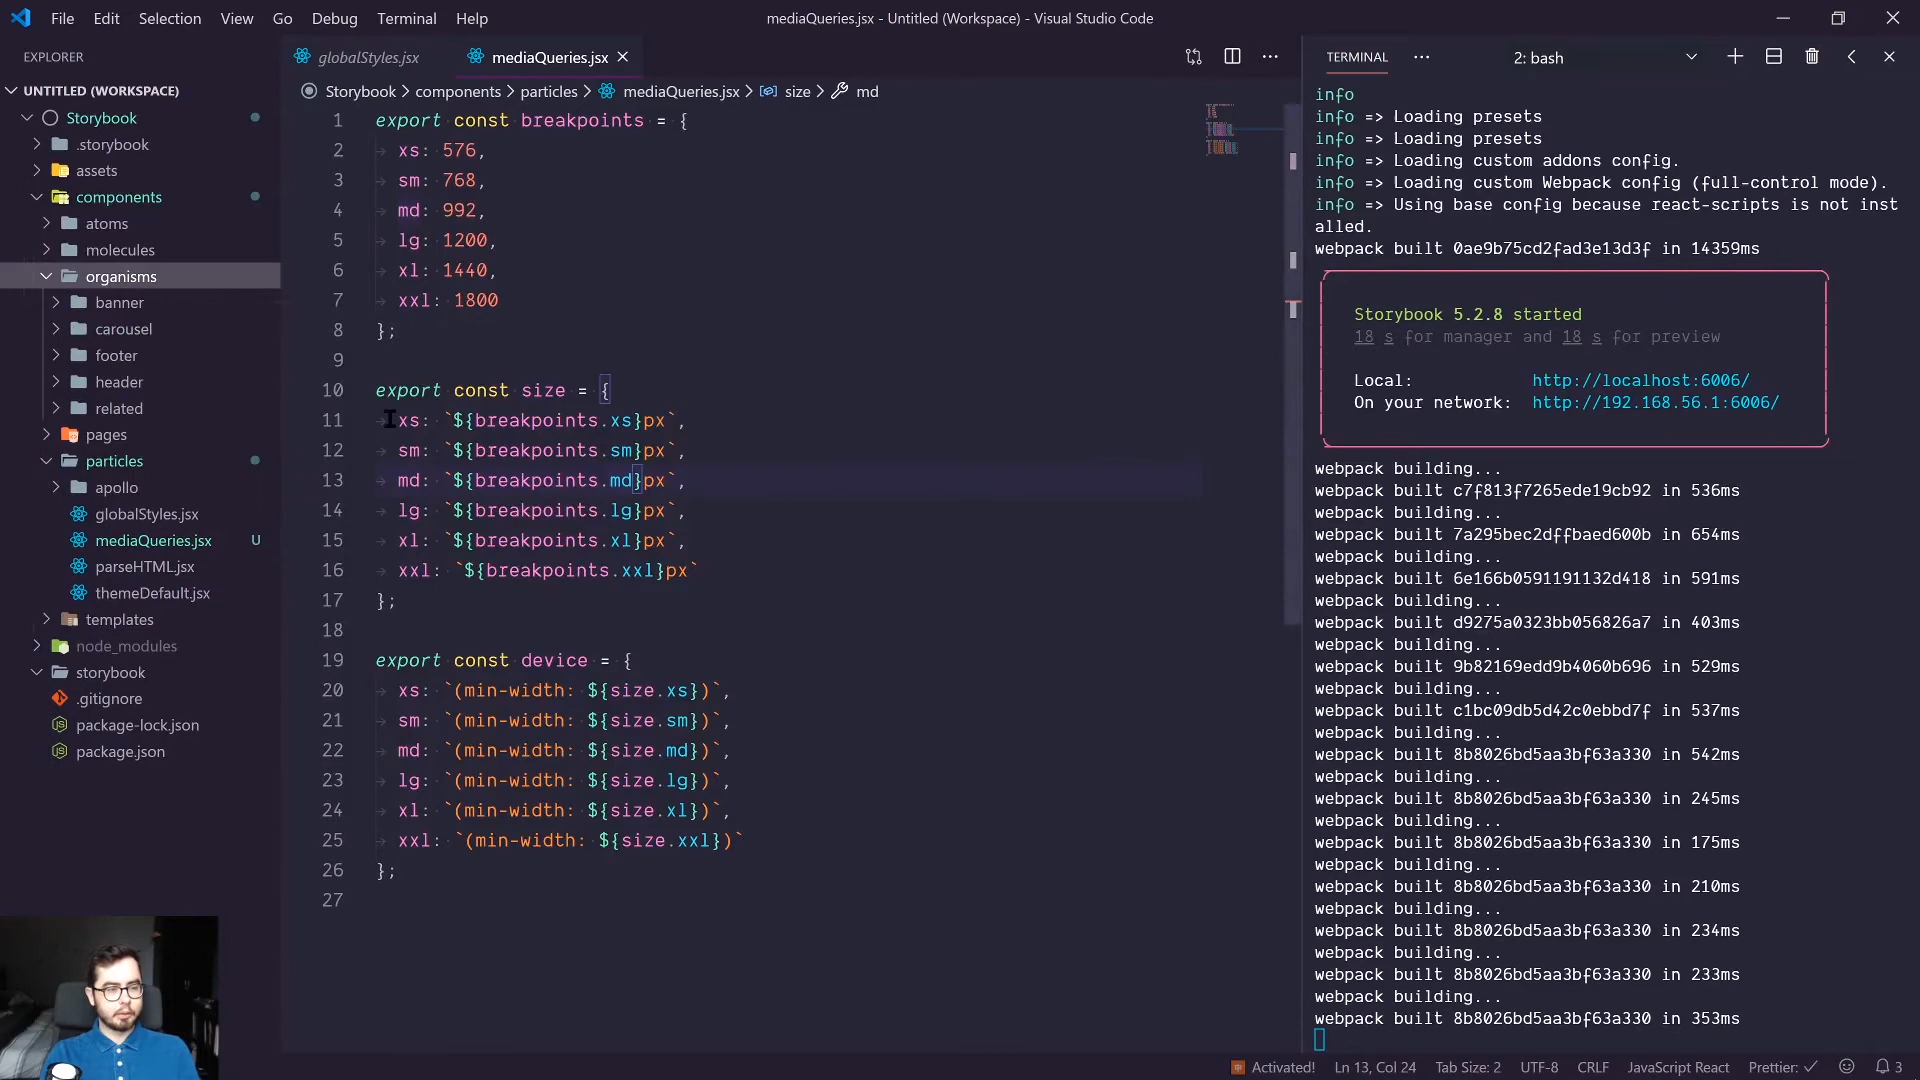 File Edit Selection View Go Debug Terminal Help
mediaQueries.jsx - Untitled (Workspace) - Visual Studio Code
EXPLORER
UNTITLED (WORKSPACE)
Storybook
.storybook
assets
components
atoms
molecules
organisms
banner
carousel
footer
header
related
pages
particles
apollo
globalStyles.jsx
mediaQueries.jsx U
parseHTML.jsx
themeDefault.jsx
templates
node_modules
storybook
.gitignore
package-lock.json
package.json
globalStyles.jsx mediaQueries.jsx
Storybook > components > particles > mediaQueries.jsx > size > md
1 export const breakpoints = {
2 xs: 576,
3 sm: 768,
4 md: 992,
5 lg: 1200,
6 xl: 1440,
7 xxl: 1800
8 };
9
10 export const size = {
11 xs: `${breakpoints.xs}px`,
12 sm: `${breakpoints.sm}px`,
13 md: `${breakpoints.md}px`,
14 lg: `${breakpoints.lg}px`,
15 xl: `${breakpoints.xl}px`,
16 xxl: `${breakpoints.xxl}px`
17 };
18
19 export const device = {
20 xs: `(min-width: ${size.xs})`,
21 sm: `(min-width: ${size.sm})`,
22 md: `(min-width: ${size.md})`,
23 lg: `(min-width: ${size.lg})`,
24 xl: `(min-width: ${size.xl})`,
25 xxl: `(min-width: ${size.xxl})`
26 };
27
TERMINAL ··· 2: bash
info
info => Loading presets
info => Loading presets
info => Loading custom addons config.
info => Loading custom Webpack config (full-control mode).
info => Using base config because react-scripts is not inst
alled.
webpack built 0ae9b75cd2fad3e13d3f in 14359ms
Storybook 5.2.8 started
18 s for manager and 18 s for preview
Local: http://localhost:6006/
On your network: http://192.168.56.1:6006/
webpack building...
webpack built c7f813f7265ede19cb92 in 536ms
webpack building...
webpack built 7a295bec2dffbaed600b in 654ms
webpack building...
webpack built 6e166b0591191132d418 in 591ms
webpack building...
webpack built d9275a0323bb056826a7 in 403ms
webpack building...
webpack built 9b82169edd9b4060b696 in 529ms
webpack building...
webpack built c1bc09db5d42c0ebbd7f in 537ms
webpack building...
webpack built 8b8026bd5aa3bf63a330 in 542ms
webpack building...
webpack built 8b8026bd5aa3bf63a330 in 245ms
webpack building...
webpack built 8b8026bd5aa3bf63a330 in 175ms
webpack building...
webpack built 8b8026bd5aa3bf63a330 in 210ms
webpack building...
webpack built 8b8026bd5aa3bf63a330 in 234ms
webpack building...
webpack built 8b8026bd5aa3bf63a330 in 233ms
webpack building...
webpack built 8b8026bd5aa3bf63a330 in 353ms
Activated! Ln 13, Col 24 Tab Size: 2 UTF-8 CRLF JavaScript React Prettier: ✓ 3